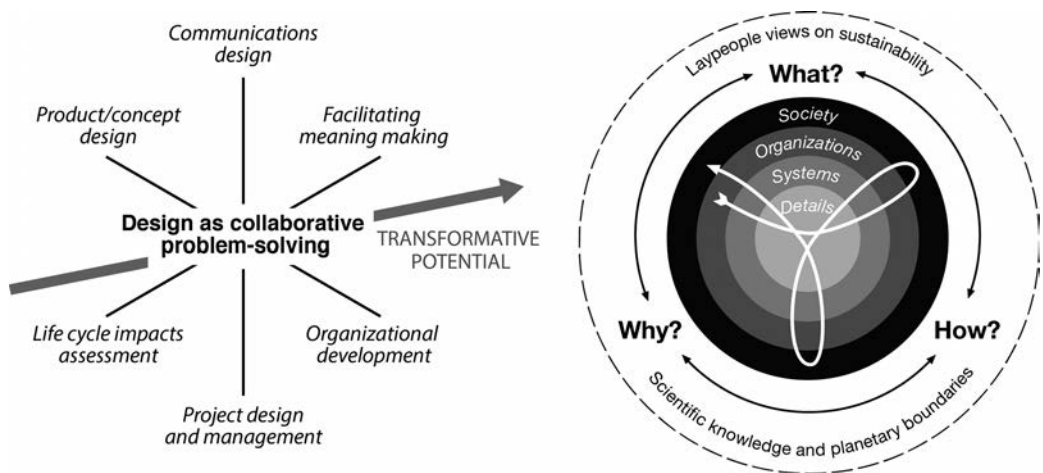 Communications
design
Product/concept
design
Facilitating
meaning making
Design as collaborative
problem-solving
TRANSFORMATIVE
POTENTIAL
Life cycle impacts
assessment
Organizational
development
Project design
and management
Laypeople views on sustainability
What?
Society
Organizations
Systems
Details
Why?
How?
Scientific knowledge and planetary boundaries